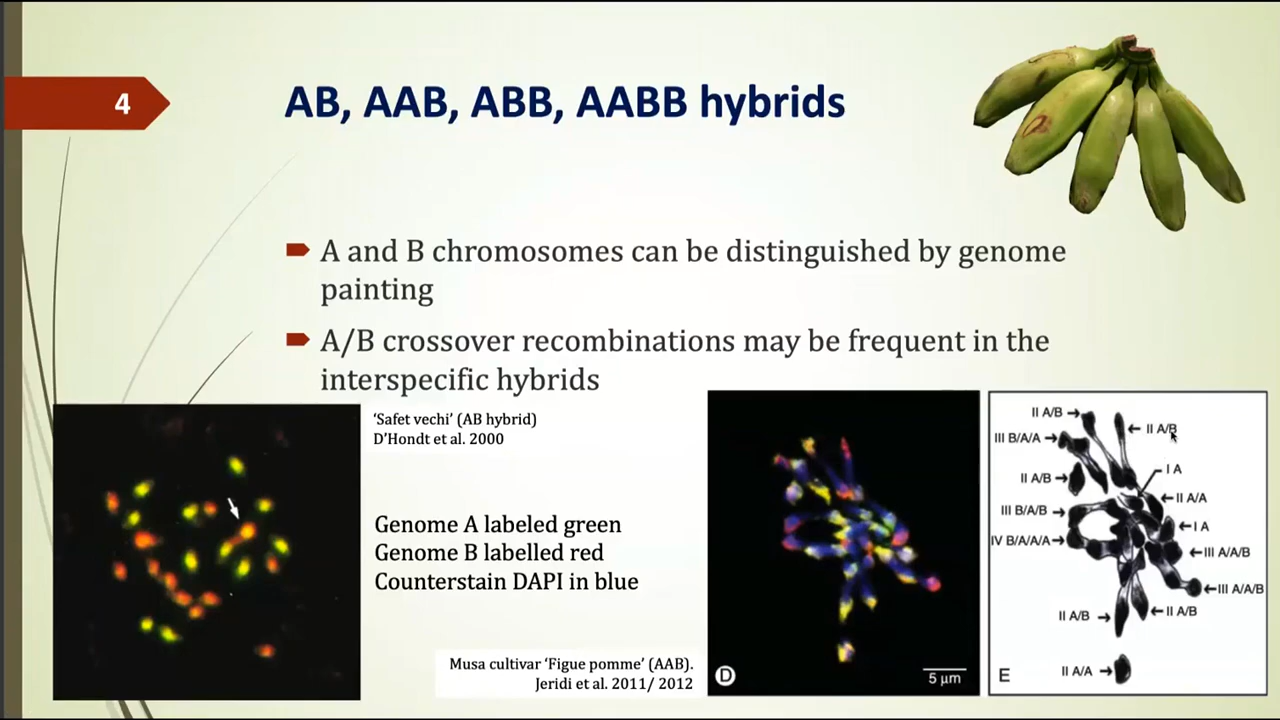 4
AB, AAB, ABB, AABB hybrids
A and B chromosomes can be distinguished by genome
painting
A/B crossover recombinations may be frequent in the
interspecific hybrids
‘Safet vechi’ (AB hybrid)
D’Hondt et al. 2000
Genome A labeled green
Genome B labelled red
Counterstain DAPI in blue
Musa cultivar ‘Figue pomme’ (AAB).
Jeridi et al. 2011/ 2012
D
5 µm
II A/B
II A/B
III B/A/A
I A
II A/B
II A/A
III B/A/B
I A
IV B/A/A/A
III A/A/B
III A/A/B
II A/B
II A/B
II A/A
E